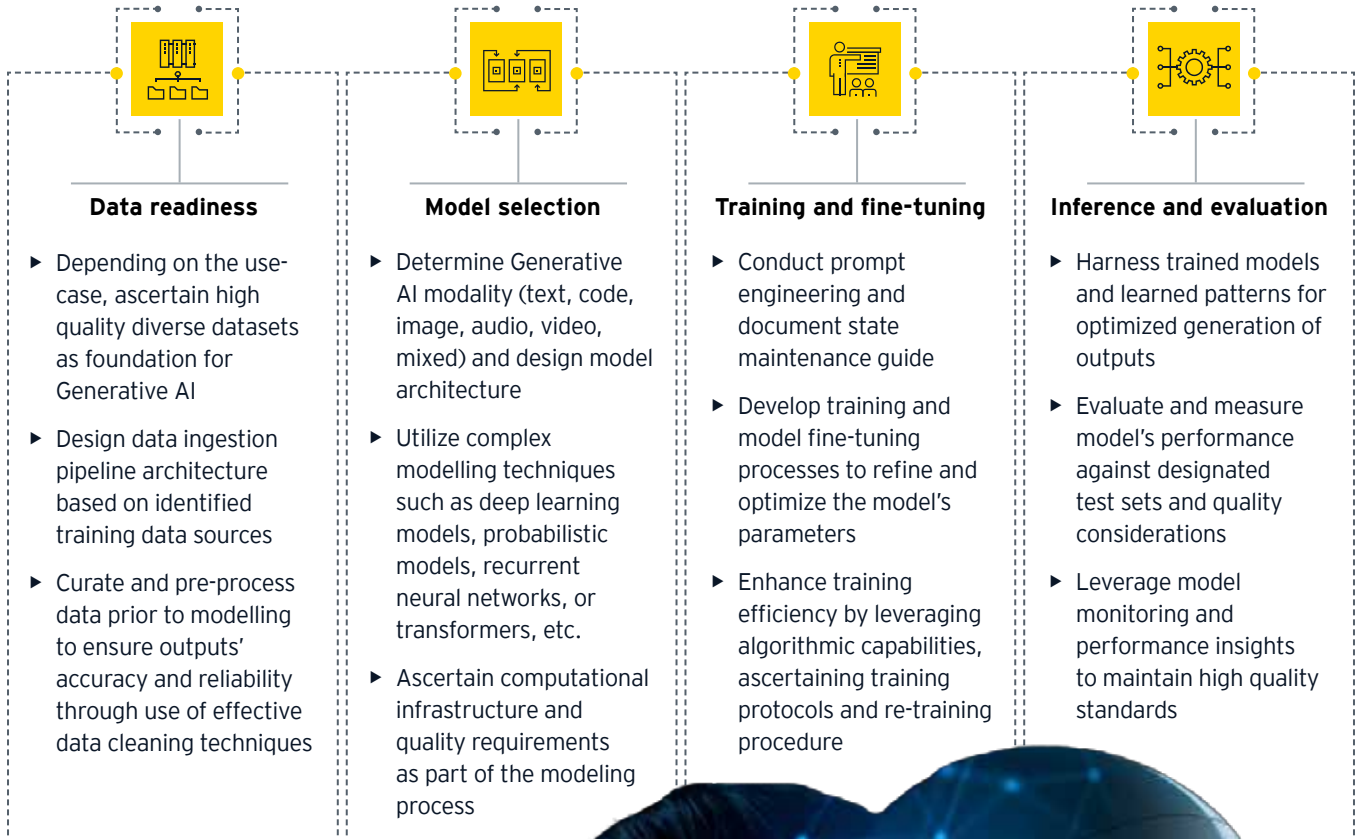 Data readiness
► Depending on the use-
case, ascertain high
quality diverse datasets
as foundation for
Generative AI
► Design data ingestion
pipeline architecture
based on identified
training data sources
► Curate and pre-process
data prior to modelling
to ensure outputs’
accuracy and reliability
through use of effective
data cleaning techniques
Model selection
► Determine Generative
AI modality (text, code,
image, audio, video,
mixed) and design model
architecture
► Utilize complex
modelling techniques
such as deep learning
models, probabilistic
models, recurrent
neural networks, or
transformers, etc.
► Ascertain computational
infrastructure and
quality requirements
as part of the modeling
process
Training and fine-tuning
► Conduct prompt
engineering and
document state
maintenance guide
► Develop training and
model fine-tuning
processes to refine and
optimize the model’s
parameters
► Enhance training
efficiency by leveraging
algorithmic capabilities,
ascertaining training
protocols and re-training
procedure
Inference and evaluation
► Harness trained models
and learned patterns for
optimized generation of
outputs
► Evaluate and measure
model’s performance
against designated
test sets and quality
considerations
► Leverage model
monitoring and
performance insights
to maintain high quality
standards